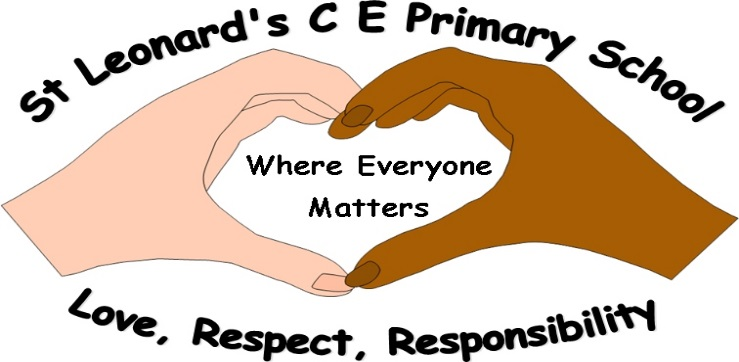 St Leonard's C E Primary School
Where Everyone
Matters
Love, Respect, Responsibility